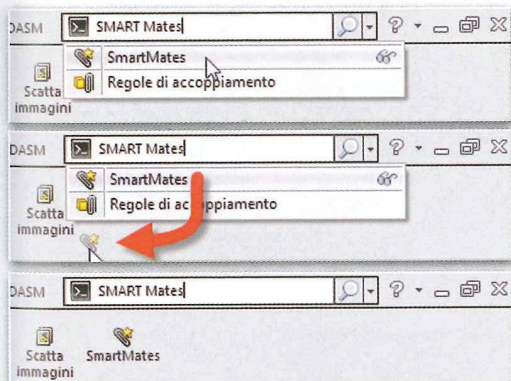 DASM SMART Mates
SmartMates
Regole di accoppiamento
Scatta
immagini
DASM SMART Mates
SmartMates
Regole di accoppiamento
Scatta
immagini
DASM SMART Mates
Scatta SmartMates
immagini